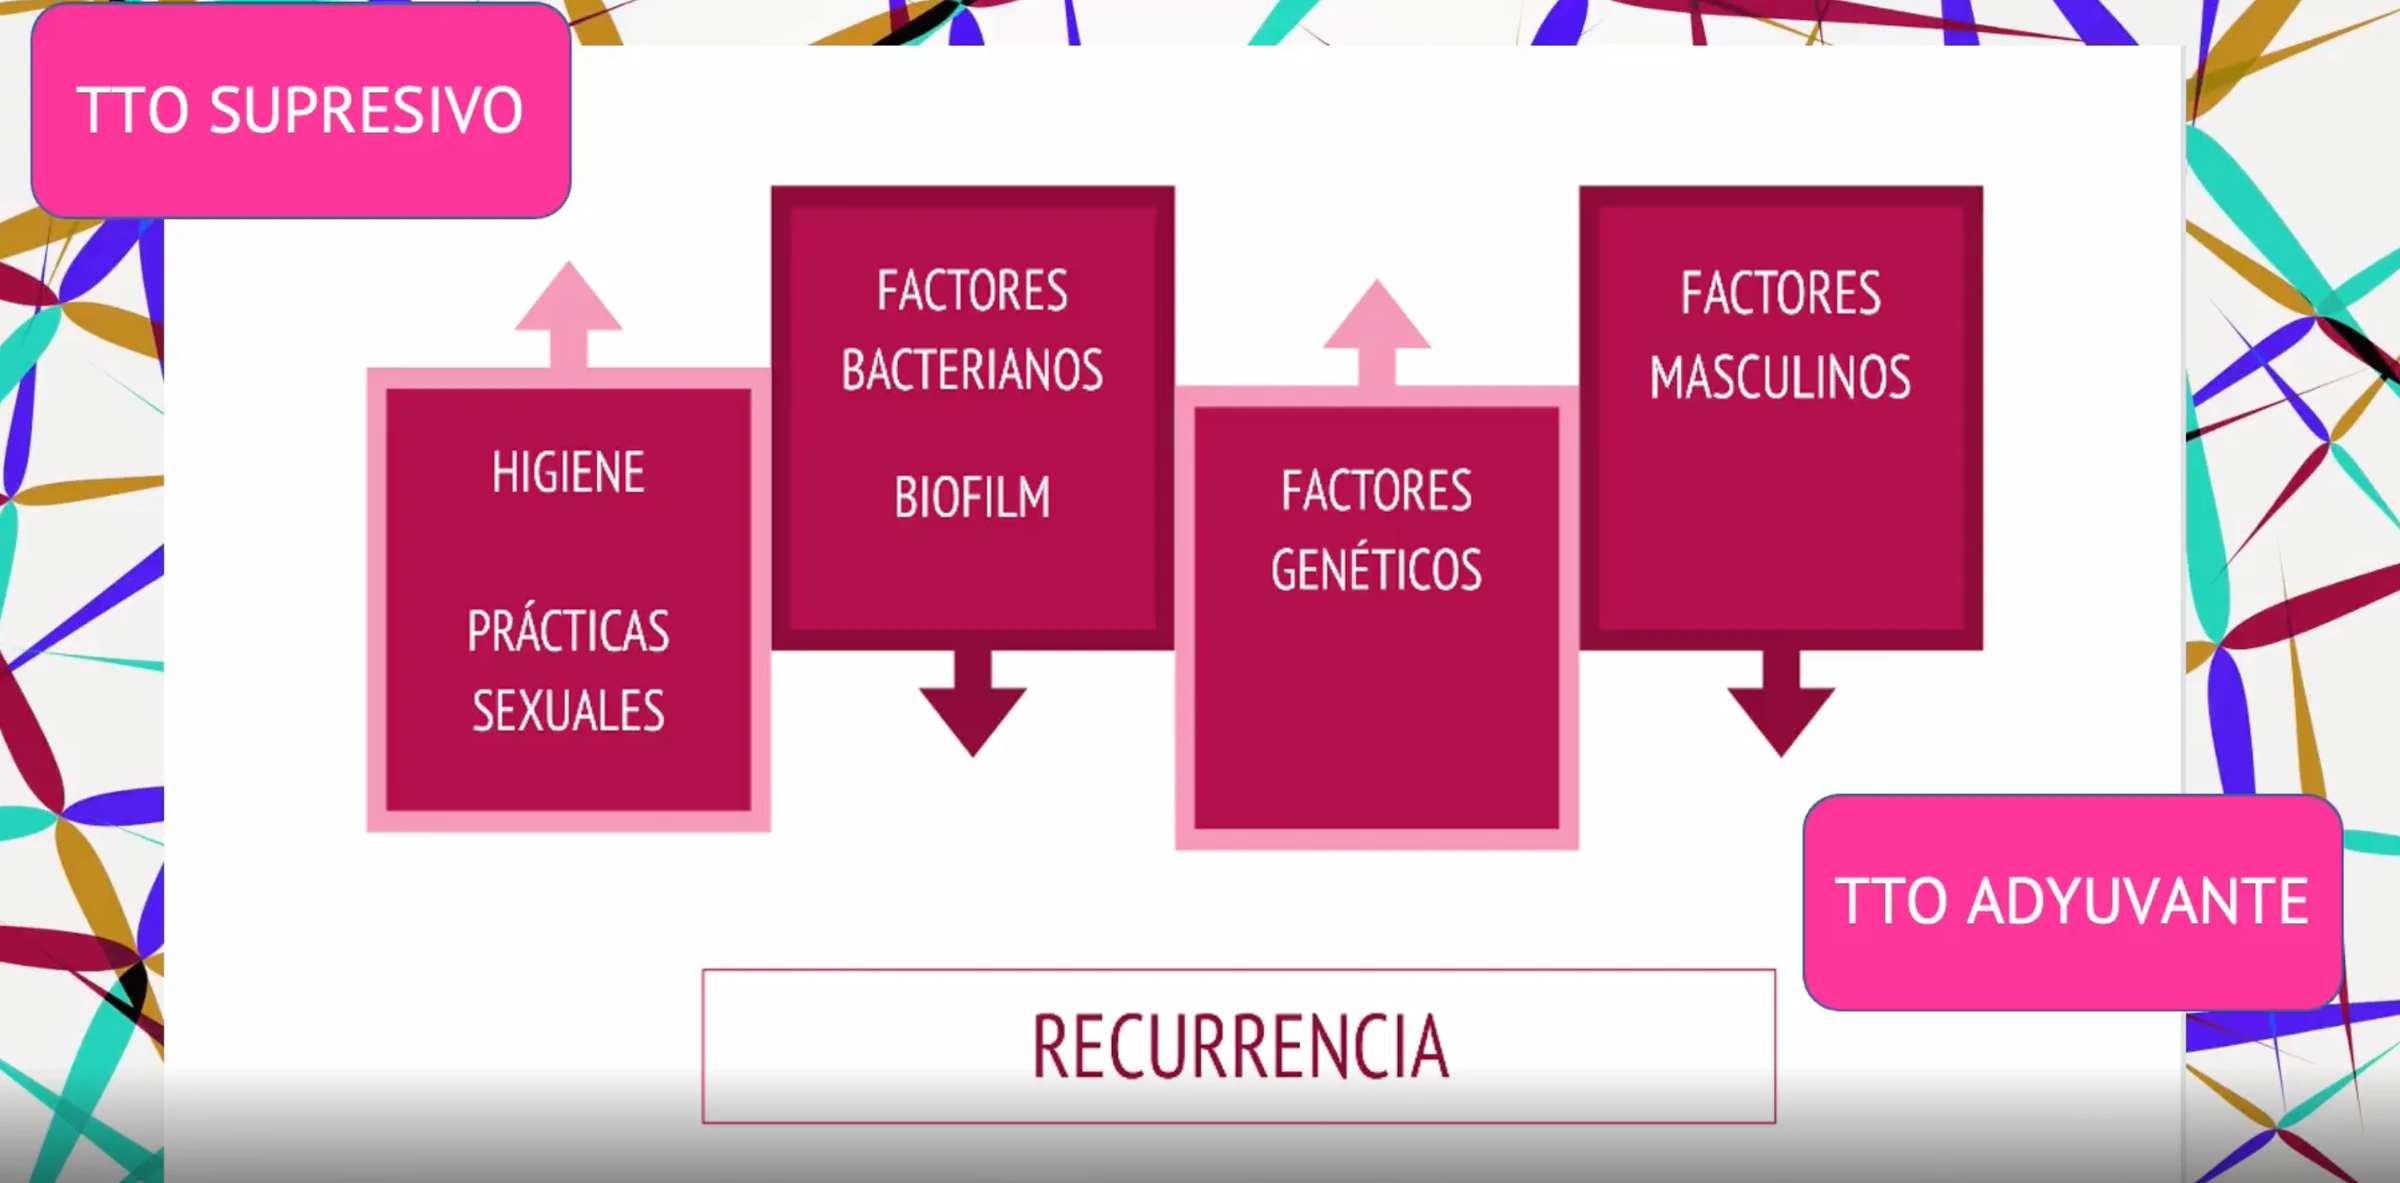 TTO SUPRESIVO
HIGIENE
PRÁCTICAS
SEXUALES
FACTORES
BACTERIANOS
BIOFILM
FACTORES
GENÉTICOS
FACTORES
MASCULINOS
TTO ADYUVANTE
RECURRENCIA